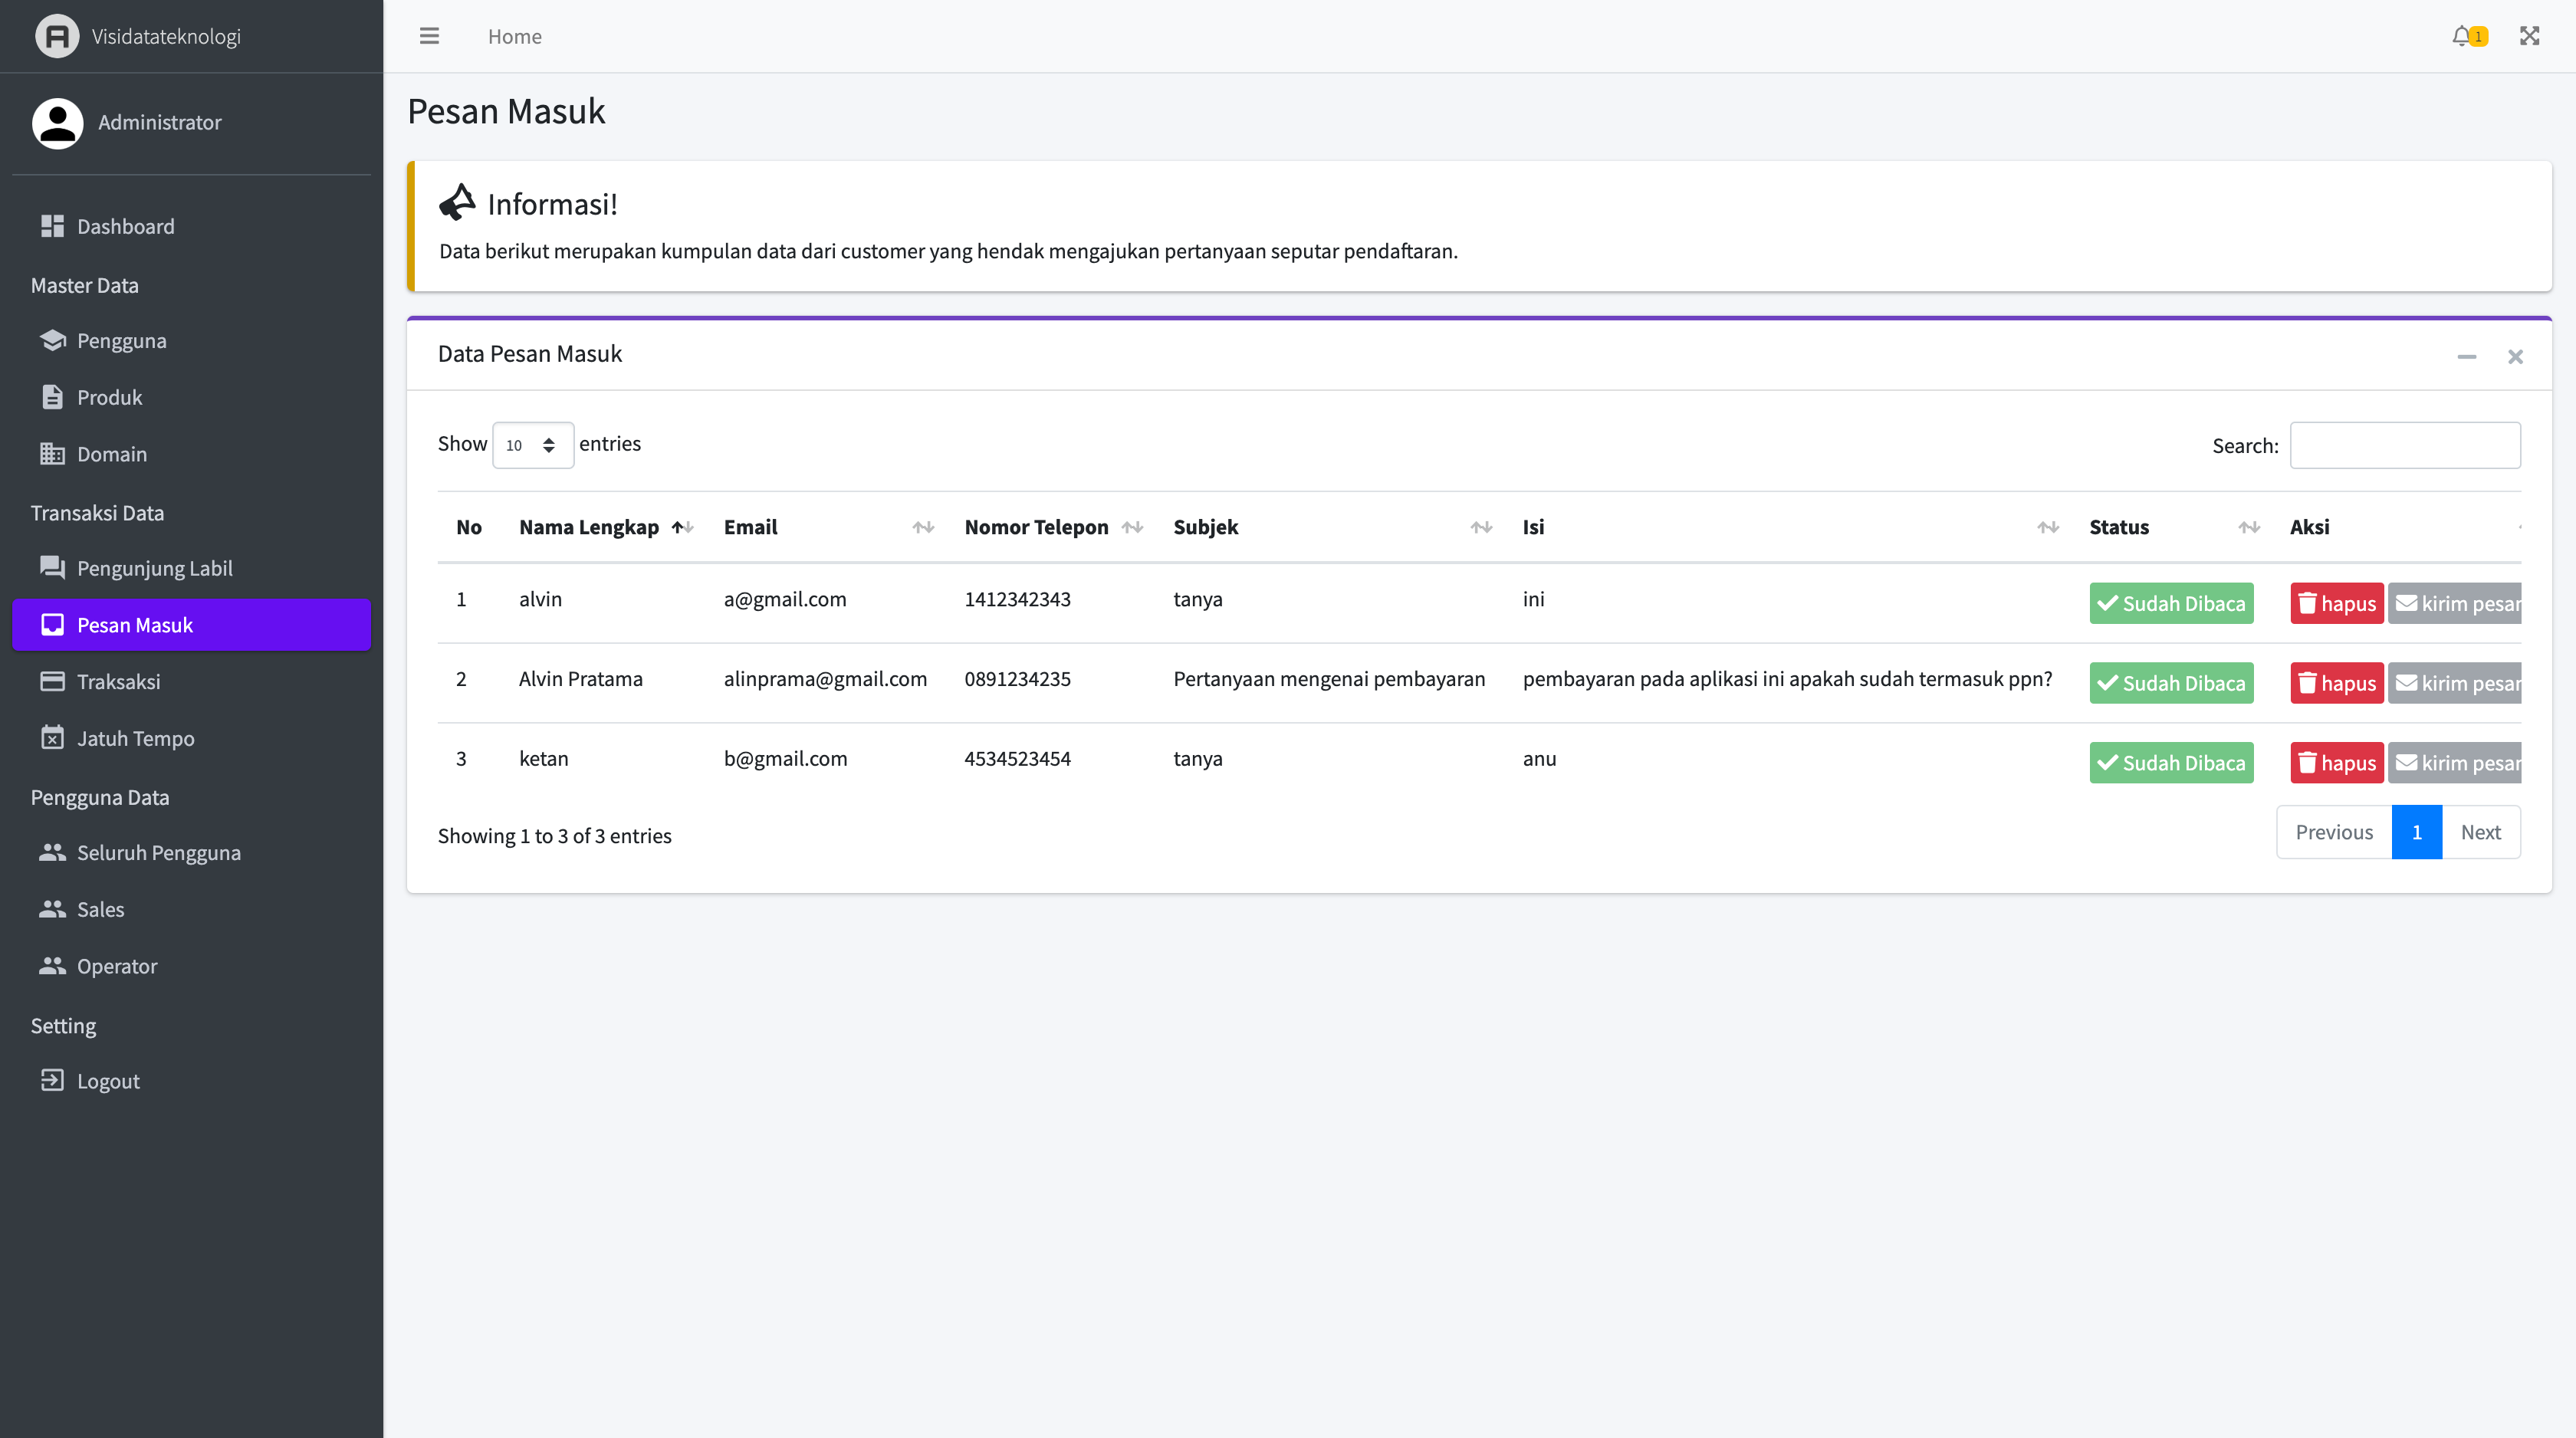 Visidatateknologi
Home
1
Administrator
Dashboard
Master Data
Pengguna
Produk
Domain
Transaksi Data
Pengunjung Labil
Pesan Masuk
Traksaksi
Jatuh Tempo
Pengguna Data
Seluruh Pengguna
Sales
Operator
Setting
Logout
Pesan Masuk
Informasi!
Data berikut merupakan kumpulan data dari customer yang hendak mengajukan pertanyaan seputar pendaftaran.
Data Pesan Masuk
Show 10 entries
Search:
No Nama Lengkap Email Nomor Telepon Subjek Isi Status Aksi
1 alvin a@gmail.com 1412342343 tanya ini Sudah Dibaca hapus kirim pesan
2 Alvin Pratama alinprama@gmail.com 0891234235 Pertanyaan mengenai pembayaran pembayaran pada aplikasi ini apakah sudah termasuk ppn? Sudah Dibaca hapus kirim pesan
3 ketan b@gmail.com 4534523454 tanya anu Sudah Dibaca hapus kirim pesan
Showing 1 to 3 of 3 entries
Previous 1 Next